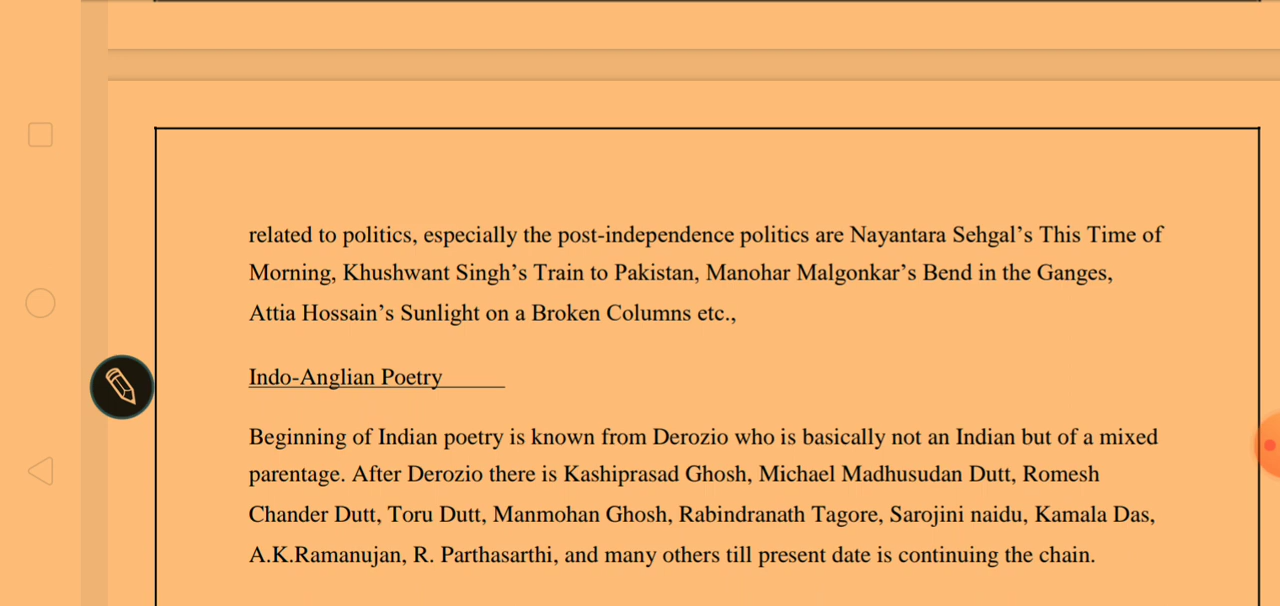 related to politics, especially the post-independence politics are Nayantara Sehgal’s This Time of
Morning, Khushwant Singh’s Train to Pakistan, Manohar Malgonkar’s Bend in the Ganges,
Attia Hossain’s Sunlight on a Broken Columns etc.,
Indo-Anglian Poetry
Beginning of Indian poetry is known from Derozio who is basically not an Indian but of a mixed
parentage. After Derozio there is Kashiprasad Ghosh, Michael Madhusudan Dutt, Romesh
Chander Dutt, Toru Dutt, Manmohan Ghosh, Rabindranath Tagore, Sarojini naidu, Kamala Das,
A.K.Ramanujan, R. Parthasarthi, and many others till present date is continuing the chain.